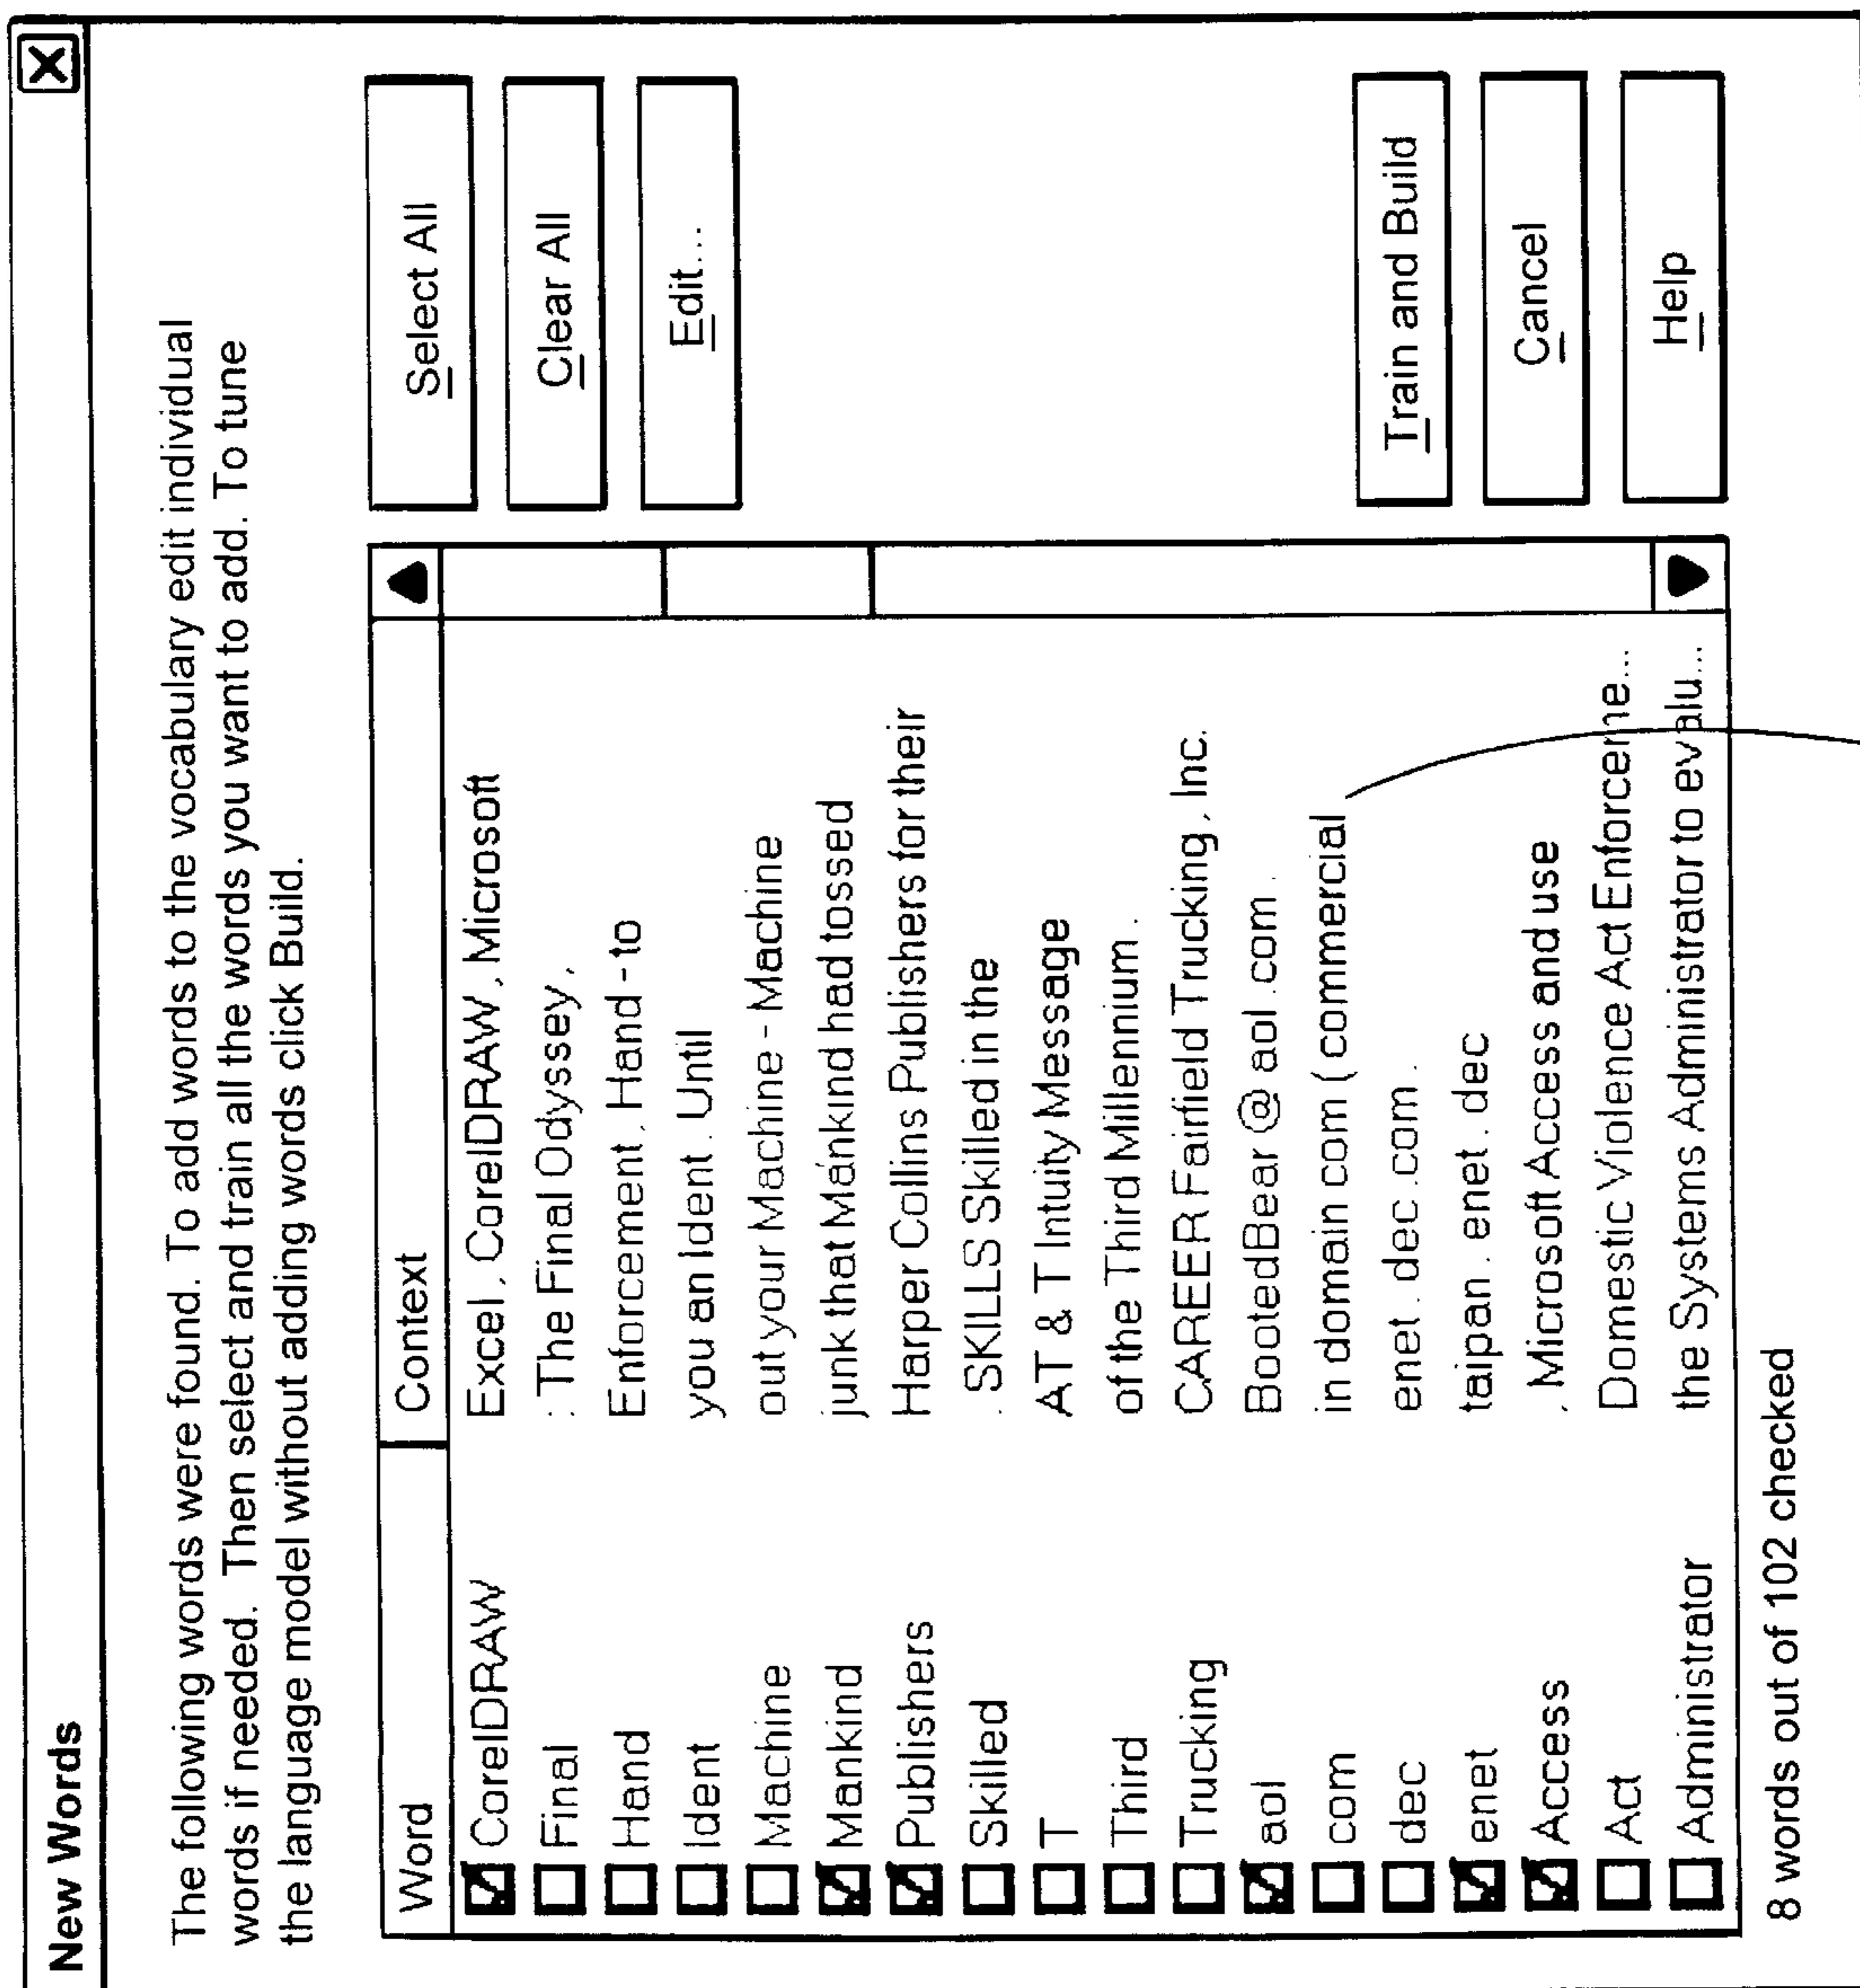 New Words
The following words were found. To add words to the vocabulary edit individual
words if needed. Then select and train all the words you want to add. To tune
the language model without adding words click Build.
Word Context
CorelDRAW Excel, CorelDRAW, Microsoft
Final : The Final Odyssey,
Hand Enforcement, Hand-to
Ident you an Ident. Until
Machine out your Machine-Machine
Mankind junk that Mankind had tossed
Publishers Harper Collins Publishers for their
Skilled . SKILLS Skilled in the
T AT & T Intuity Message
Third of the Third Millennium.
Trucking CAREER Fairfield Trucking, Inc.
aol BootedBear @ aol .com.
com in domain com ( commercial
dec enet . dec .com.
enet taipan . enet . dec
Access , Microsoft Access and use
Act Domestic Violence Act Enforceme...
Administrator the Systems Administrator to evalu...
8 words out of 102 checked
Select All
Clear All
Edit...
Train and Build
Cancel
Help